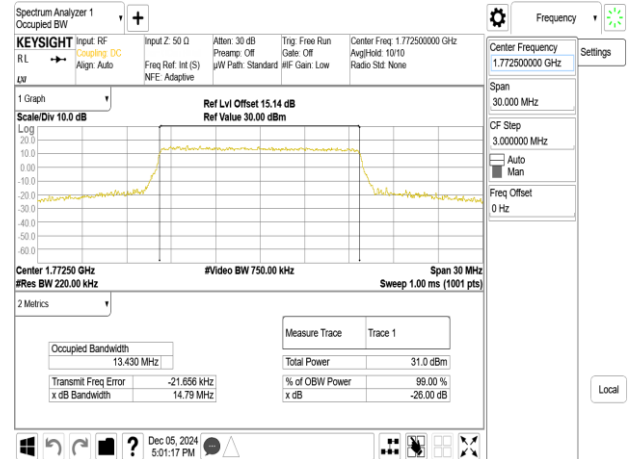 Spectrum Analyzer 1
Occupied BW
Frequency
KEYSIGHT
RL
LXI
Input: RF
Coupling: DC
Align: Auto
Input Z: 50 Ω
Freq Ref: Int (S)
NFE: Adaptive
Atten: 30 dB
Preamp: Off
µW Path: Standard
Trig: Free Run
Gate: Off
#IF Gain: Low
Center Freq: 1.772500000 GHz
Avg|Hold: 10/10
Radio Std: None
Center Frequency
1.772500000 GHz
Settings
Span
30.000 MHz
CF Step
3.000000 MHz
Auto
Man
Freq Offset
0 Hz
Local
1 Graph
Scale/Div 10.0 dB
Ref Lvl Offset 15.14 dB
Ref Value 30.00 dBm
Log
20.0
10.0
0.00
-10.0
-20.0
-30.0
-40.0
-50.0
-60.0
Center 1.77250 GHz
#Video BW 750.00 kHz
Span 30 MHz
#Res BW 220.00 kHz
Sweep 1.00 ms (1001 pts)
2 Metrics
Measure Trace Trace 1
Occupied Bandwidth
13.430 MHz
Total Power 31.0 dBm
Transmit Freq Error -21.656 kHz
% of OBW Power 99.00 %
x dB Bandwidth 14.79 MHz
x dB -26.00 dB
?
Dec 05, 2024
5:01:17 PM